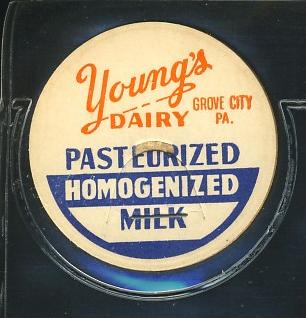 Young's
DAIRY
GROVE CITY
PA.
PASTEURIZED
HOMOGENIZED
MILK